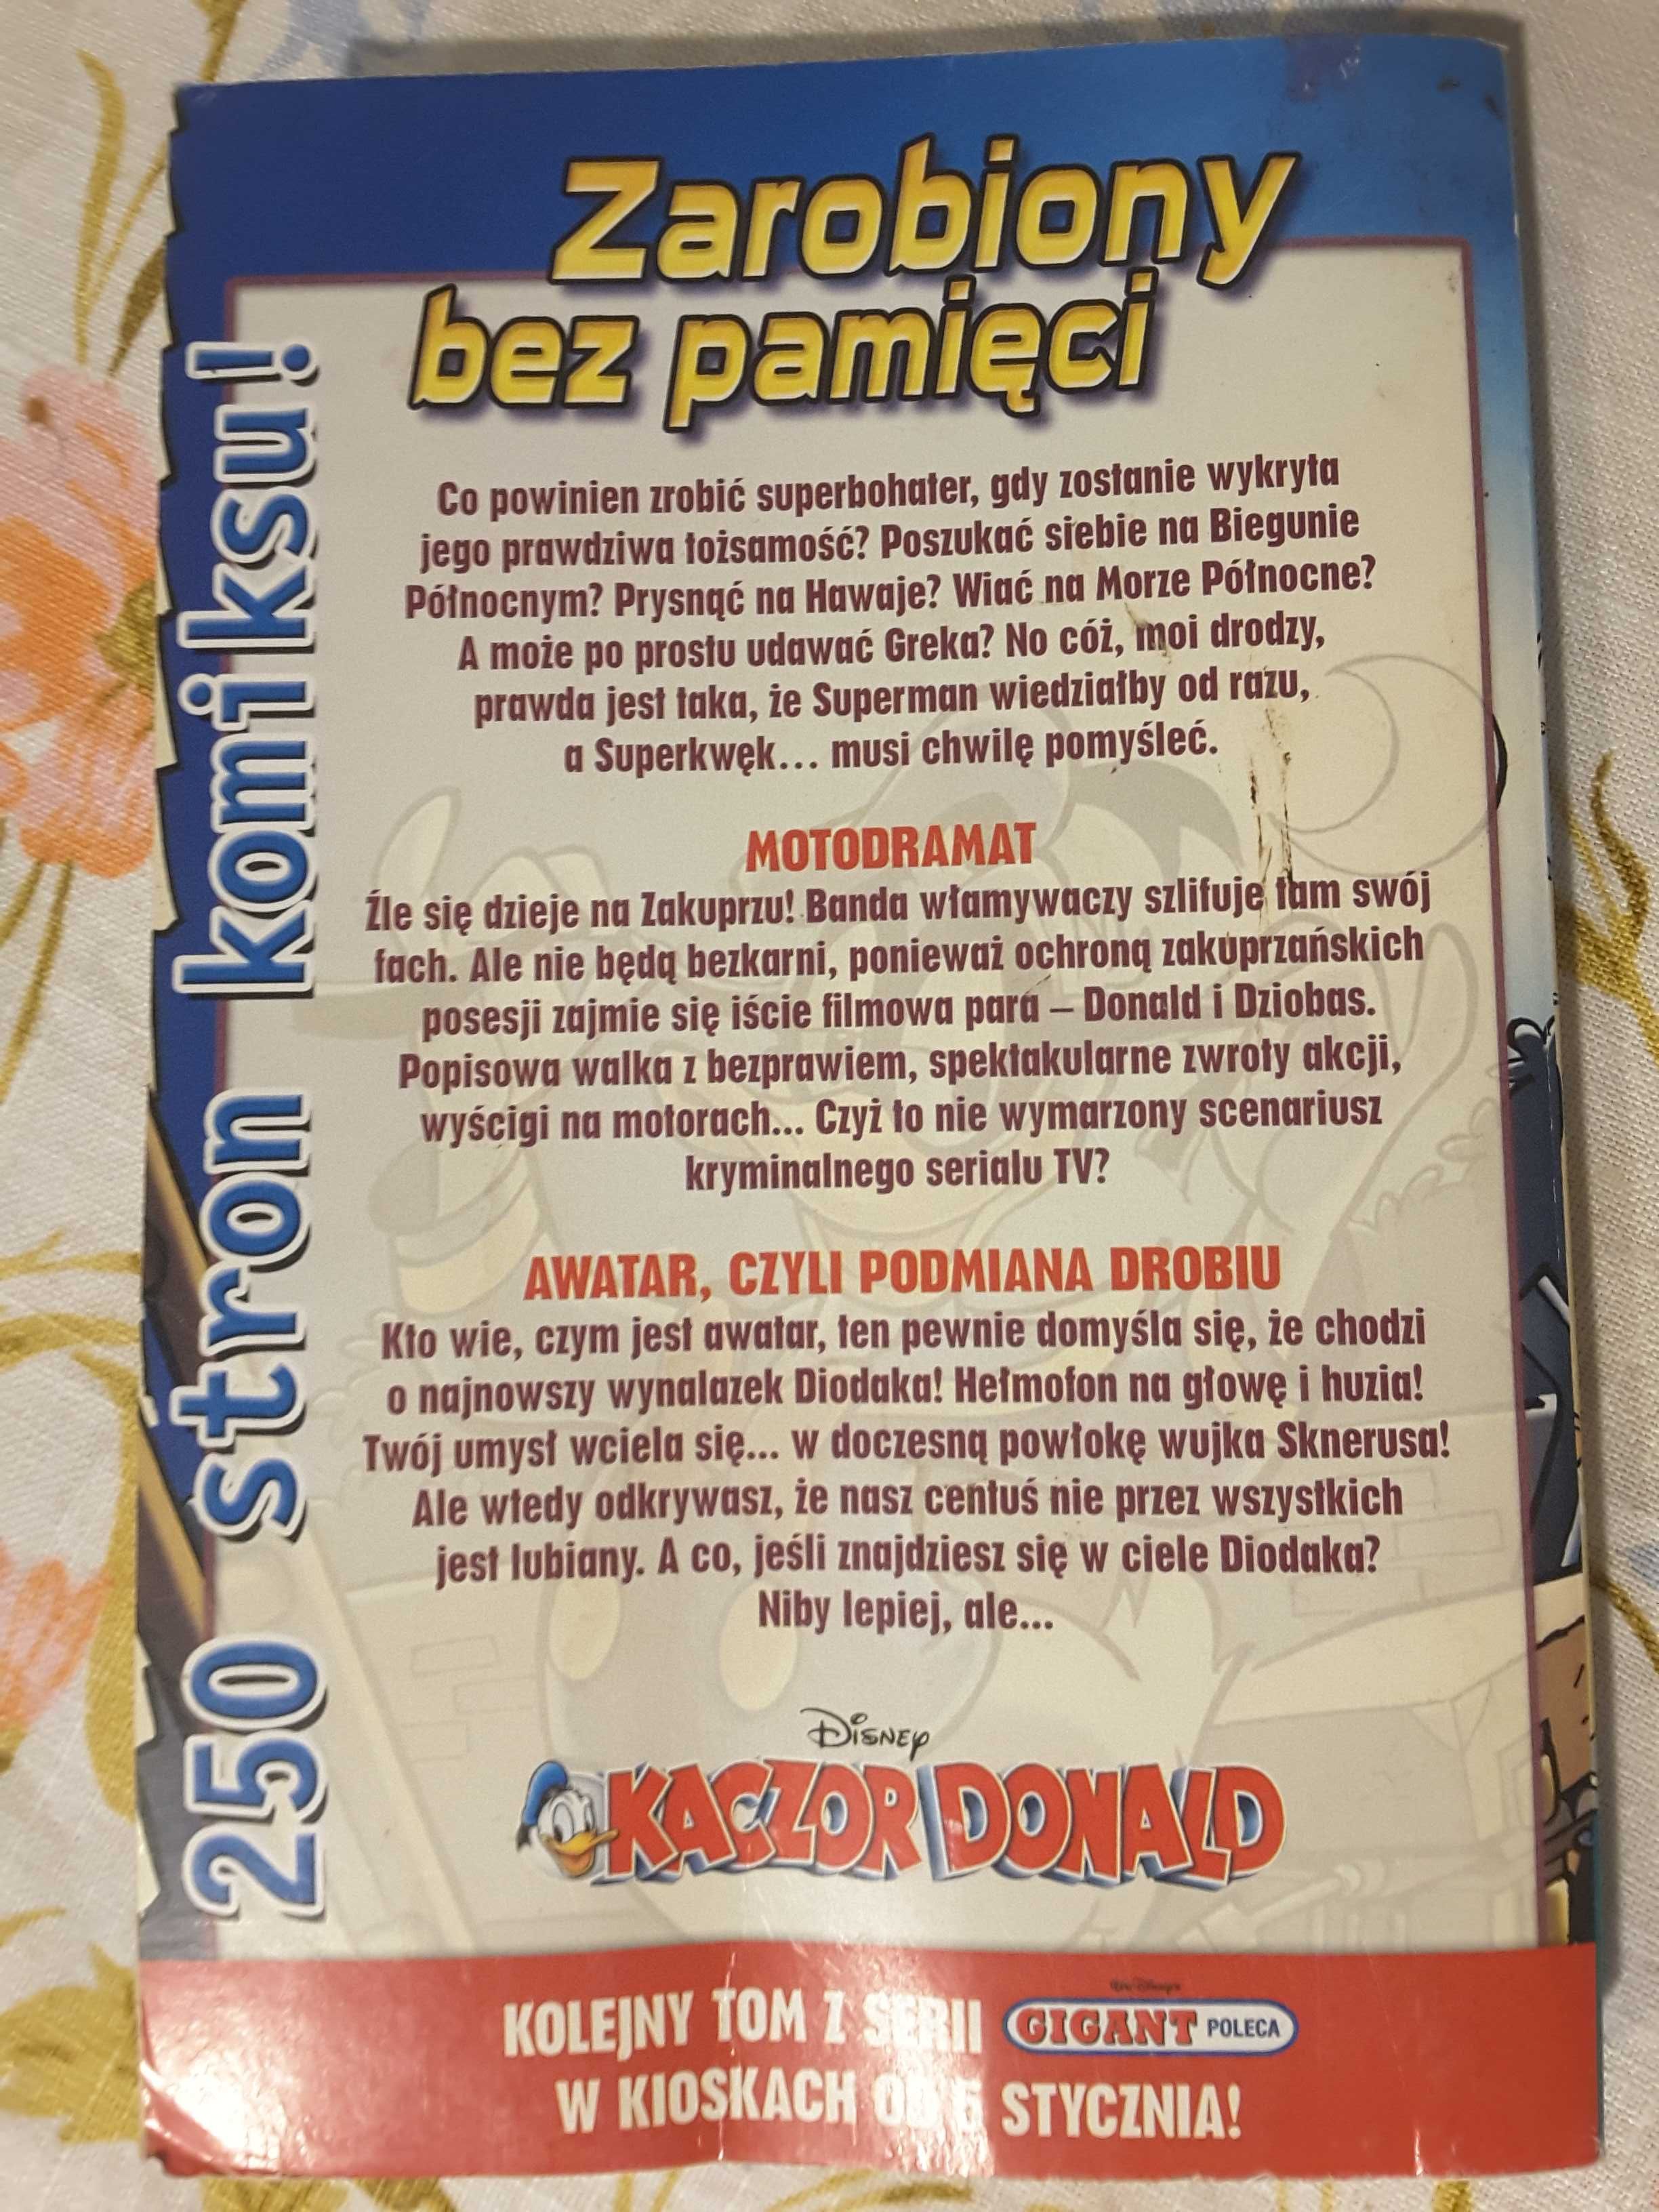 Zarobiony
bez pamięci
250 stron komiksu!
Co powinien zrobić superbohater, gdy zostanie wykryta
jego prawdziwa tożsamość? Poszukać siebie na Biegunie
Północnym? Prysnąć na Hawaje? Wiać na Morze Północne?
A może po prostu udawać Greka? No cóż, moi drodzy,
prawda jest taka, że Superman wiedziałby od razu,
a Superkwęk... musi chwilę pomyśleć.
MOTODRAMAT
Źle się dzieje na Zakuprzu! Banda włamywaczy szlifuje tam swój
fach. Ale nie będą bezkarni, ponieważ ochroną zakuprzańskich
posesji zajmie się iście filmowa para – Donald i Dziobas.
Popisowa walka z bezprawiem, spektakularne zwroty akcji,
wyścigi na motorach... Czyż to nie wymarzony scenariusz
kryminalnego serialu TV?
AWATAR, CZYLI PODMIANA DROBIU
Kto wie, czym jest awatar, ten pewnie domyśla się, że chodzi
o najnowszy wynalazek Diodaka! Hełmofon na głowę i huzia!
Twój umysł wciela się... w doczesną powłokę wujka Sknerusa!
Ale wtedy odkrywasz, że nasz centuś nie przez wszystkich
jest lubiany. A co, jeśli znajdziesz się w ciele Diodaka?
Niby lepiej, ale...
Disney
KACZOR DONALD
KOLEJNY TOM Z SERII Walt Disney's GIGANT POLECA
W KIOSKACH OD 6 STYCZNIA!